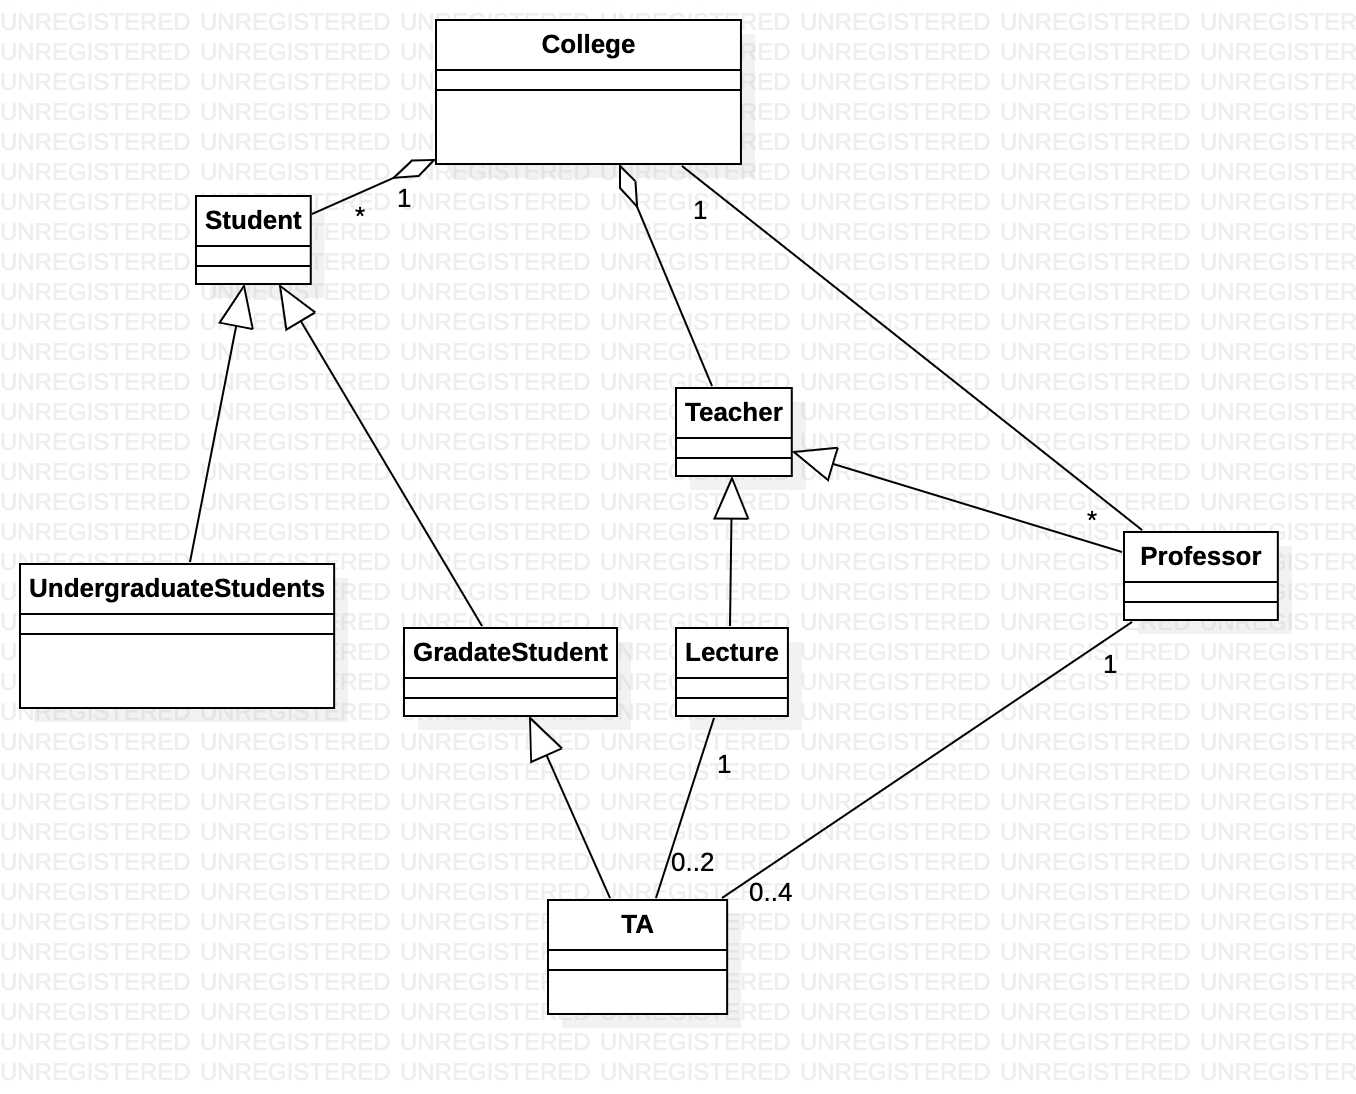 College
1
*
1
Student
Teacher
*
Professor
UndergraduateStudents
GradateStudent
Lecture
1
1
0..2
0..4
TA
UNREGISTERED UNREGISTERED UNREGISTERED UNREGISTERED UNREGISTERED UNREGISTERED UNREGISTER